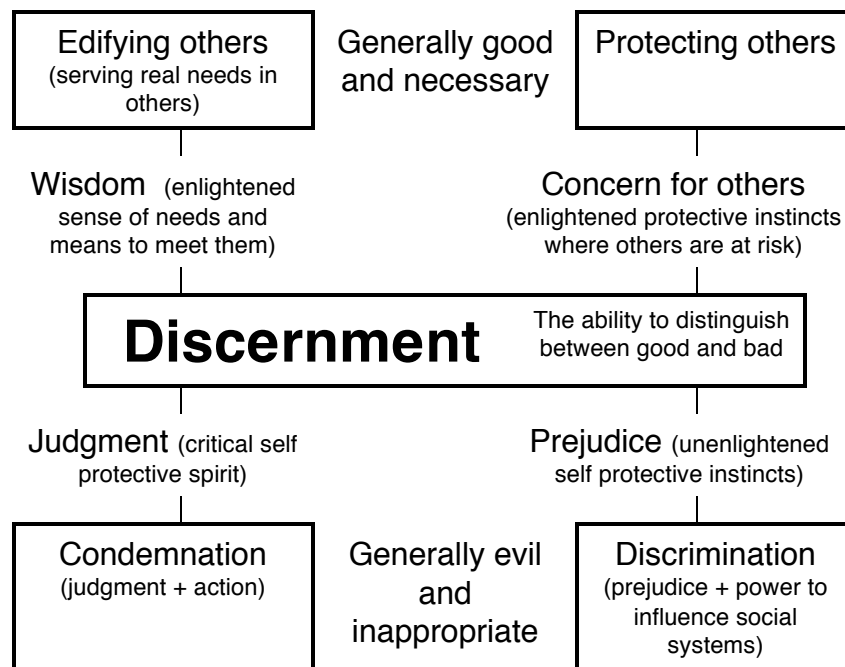 Edifying others
(serving real needs in
others)
Generally good
and necessary
Protecting others
Wisdom (enlightened
sense of needs and
means to meet them)
Concern for others
(enlightened protective instincts
where others are at risk)
Discernment
The ability to distinguish
between good and bad
Judgment (critical self
protective spirit)
Prejudice (unenlightened
self protective instincts)
Condemnation
(judgment + action)
Generally evil
and
inappropriate
Discrimination
(prejudice + power to
influence social
systems)